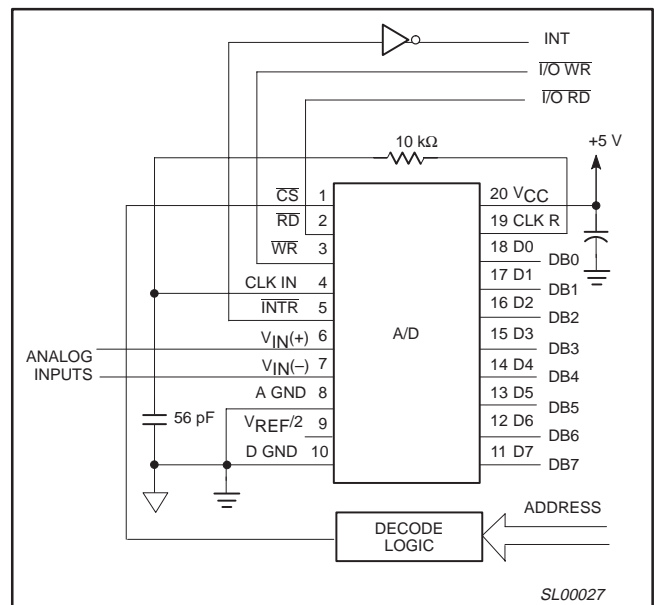 INT
I/O WR
I/O RD
10 kΩ
+5 V
CS 1
20 VCC
RD 2
19 CLK R
WR 3
18 D0
DB0
CLK IN 4
17 D1
DB1
INTR 5
16 D2
DB2
VIN(+) 6
A/D
15 D3
DB3
ANALOG
INPUTS
VIN(–) 7
14 D4
DB4
A GND 8
13 D5
DB5
56 pF
VREF/2 9
12 D6
DB6
D GND 10
11 D7
DB7
ADDRESS
DECODE
LOGIC
SL00027